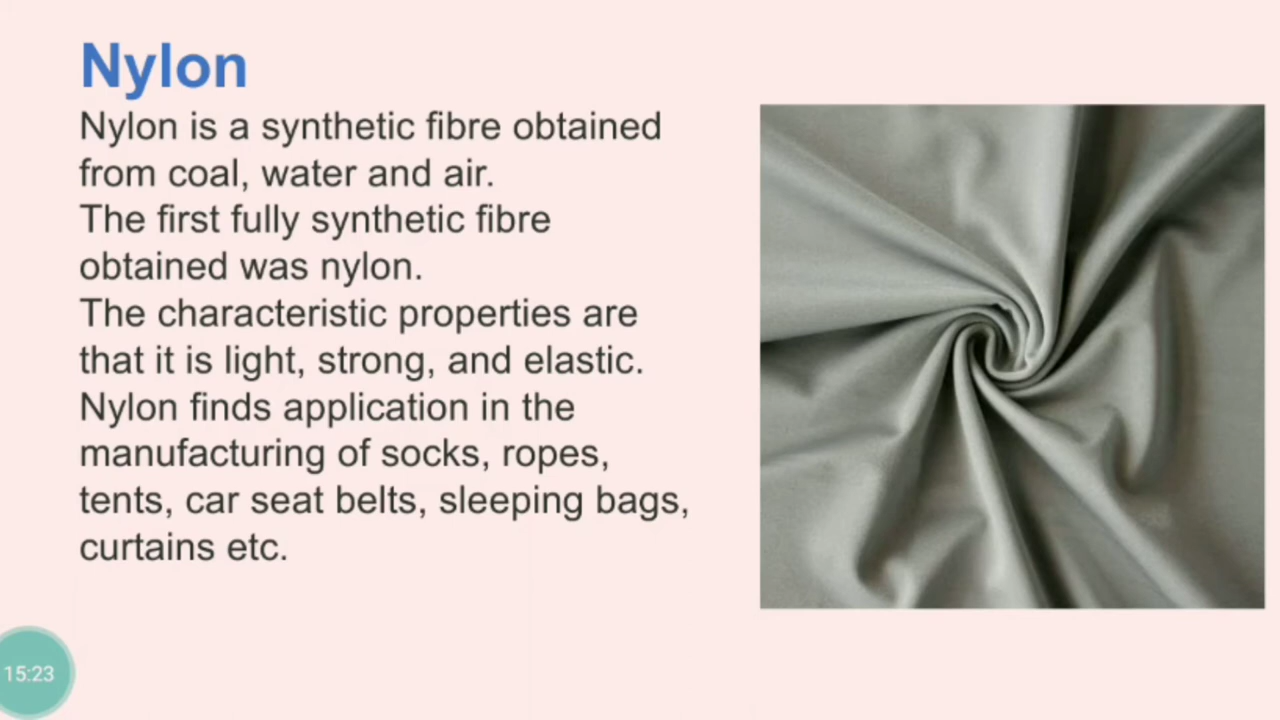 Nylon
Nylon is a synthetic fibre obtained
from coal, water and air.
The first fully synthetic fibre
obtained was nylon.
The characteristic properties are
that it is light, strong, and elastic.
Nylon finds application in the
manufacturing of socks, ropes,
tents, car seat belts, sleeping bags,
curtains etc.
15:23